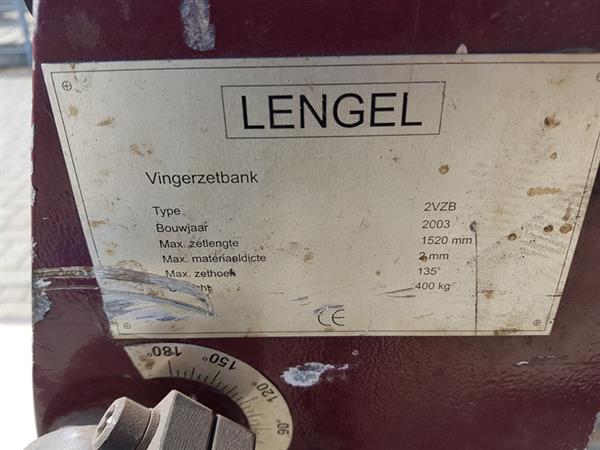 LENGEL
Vingerzetbank
Type 2VZB
Bouwjaar 2003
Max. zetlengte 1520 mm
Max. materiaaldicte 2 mm
Max. zethoek 135°
400 kg
CE
180° 150° 120° 90